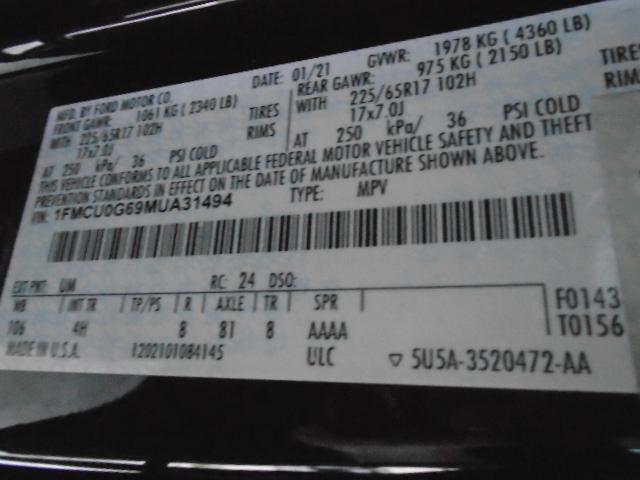 MFD. BY FORD MOTOR CO.
DATE: 01/21 GVWR: 1978 KG ( 4360 LB)
FRONT GAWR: 1061 KG ( 2340 LB)
REAR GAWR: 975 KG ( 2150 LB)
WITH 225/65R17 102H TIRES
WITH 225/65R17 102H TIRES
17x7.0J RIMS
17x7.0J RIMS
AT 250 kPa/ 36 PSI COLD
AT 250 kPa/ 36 PSI COLD
THIS VEHICLE CONFORMS TO ALL APPLICABLE FEDERAL MOTOR VEHICLE SAFETY AND THEFT
PREVENTION STANDARDS IN EFFECT ON THE DATE OF MANUFACTURE SHOWN ABOVE.
VIN: 1FMCU0G69MUA31494 TYPE: MPV
EXT PNT: UM RC: 24 DSO:
WB INT TR TP/PS R AXLE TR SPR
106 4H 8 81 8 AAAA
F0143
T0156
MADE IN U.S.A. 1202101084145 ULC ▽ 5U5A-3520472-AA